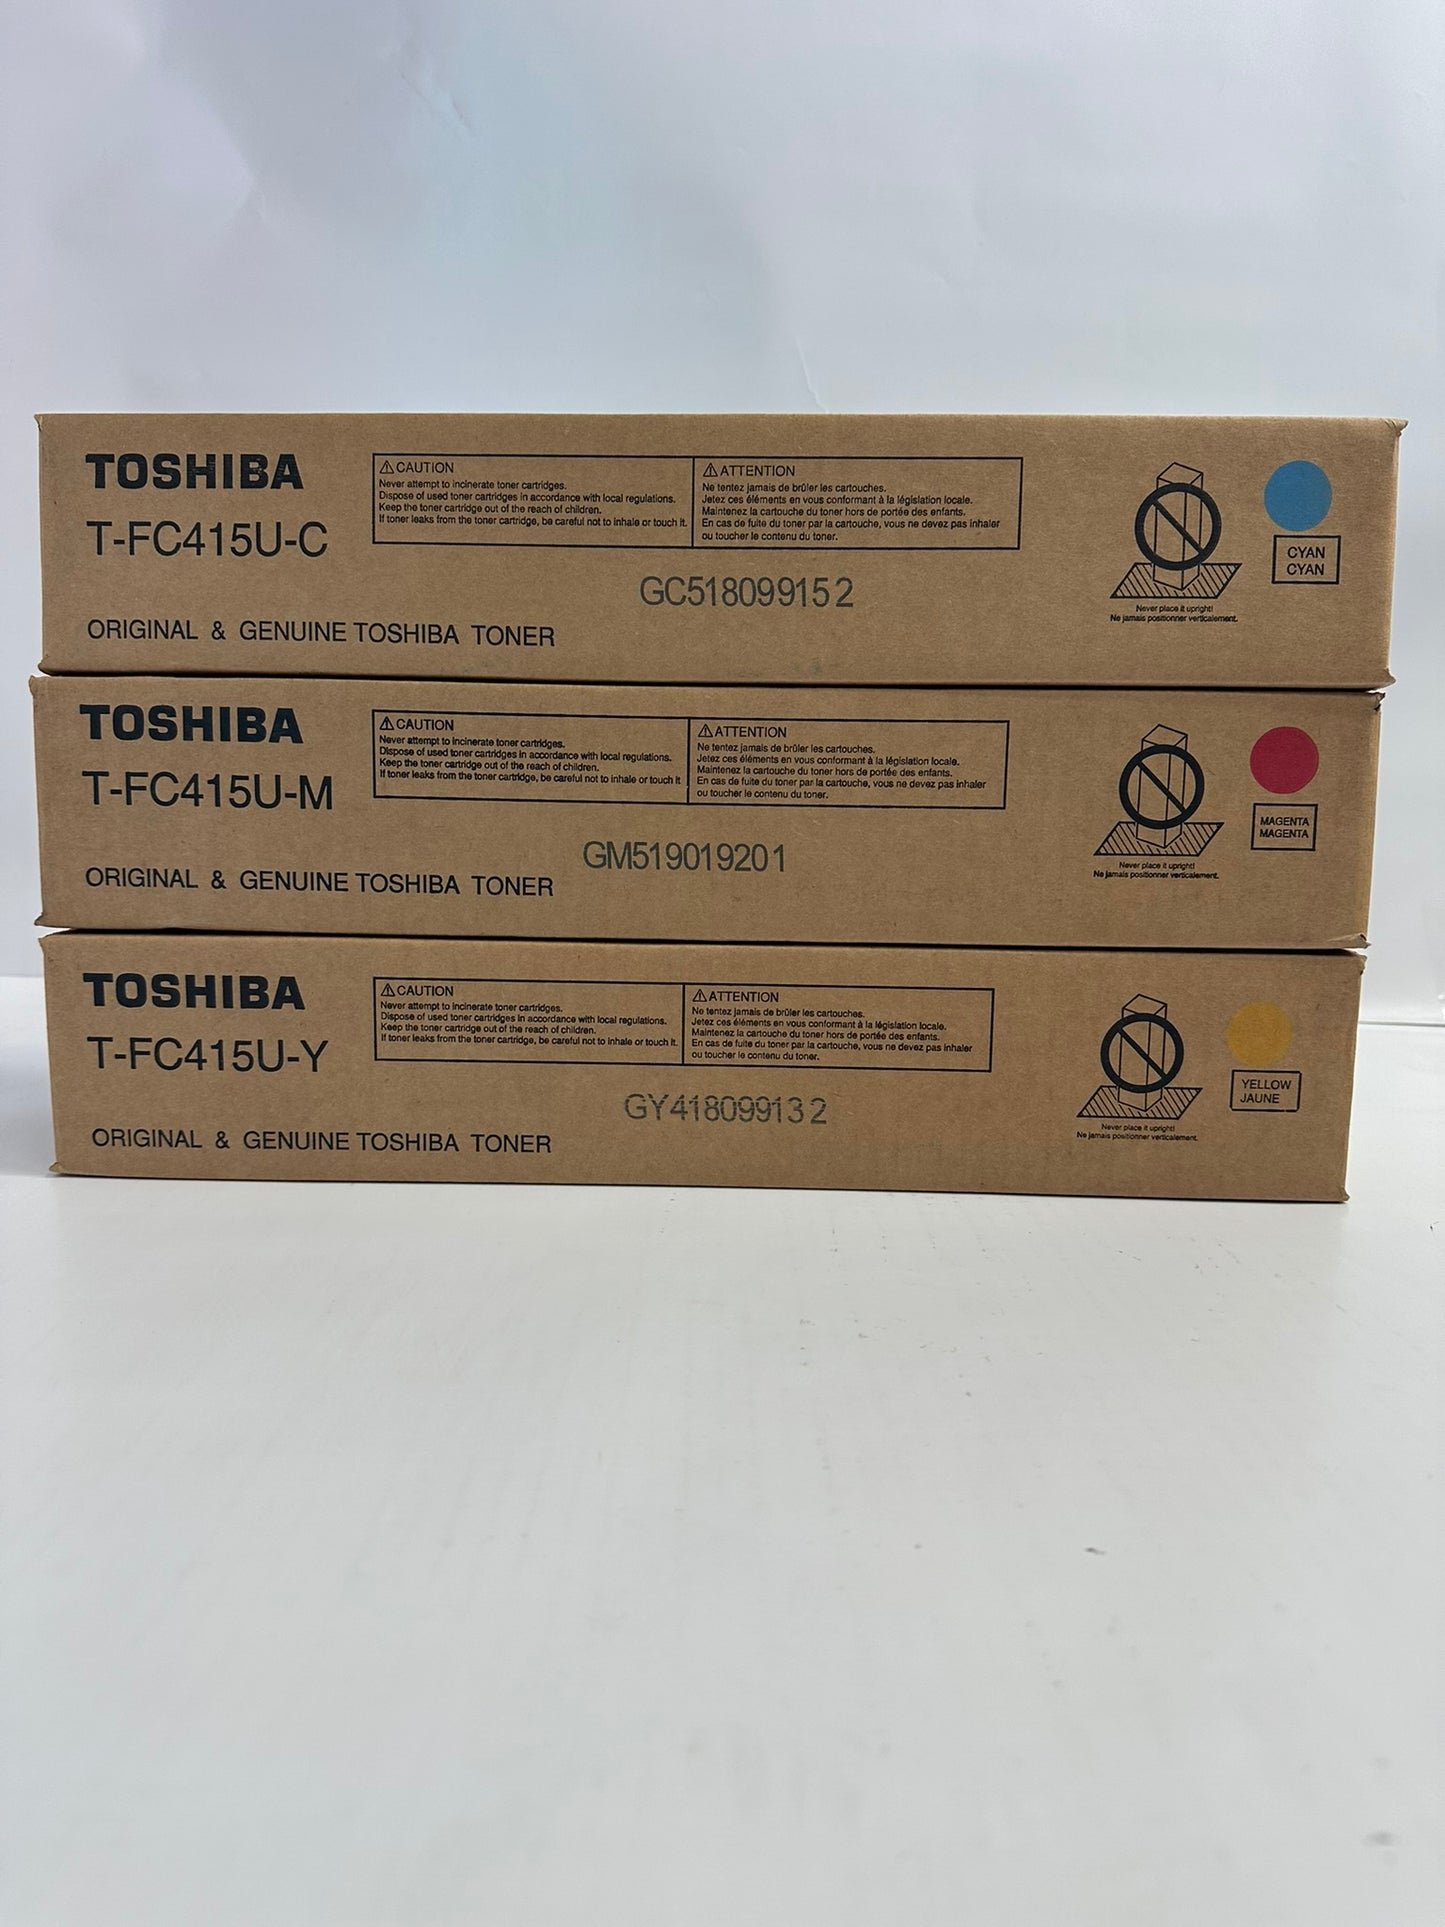 TOSHIBA
T-FC415U-C
ORIGINAL & GENUINE TOSHIBA TONER
⚠CAUTION
Never attempt to incinerate toner cartridges.
Dispose of used toner cartridges in accordance with local regulations.
Keep the toner cartridge out of the reach of children.
If toner leaks from the toner cartridge, be careful not to inhale or touch it.
⚠ATTENTION
Ne tentez jamais de brûler les cartouches.
Jetez ces éléments en vous conformant à la législation locale.
Maintenez la cartouche du toner hors de portée des enfants.
En cas de fuite du toner par la cartouche, vous ne devez pas inhaler
ou toucher le contenu du toner.
GC518099152
Never place it upright!
Ne jamais positionner verticalement.
CYAN
CYAN
TOSHIBA
T-FC415U-M
ORIGINAL & GENUINE TOSHIBA TONER
⚠CAUTION
Never attempt to incinerate toner cartridges.
Dispose of used toner cartridges in accordance with local regulations.
Keep the toner cartridge out of the reach of children.
If toner leaks from the toner cartridge, be careful not to inhale or touch it
⚠ATTENTION
Ne tentez jamais de brûler les cartouches.
Jetez ces éléments en vous conformant à la législation locale.
Maintenez la cartouche du toner hors de portée des enfants.
En cas de fuite du toner par la cartouche, vous ne devez pas inhaler
ou toucher le contenu du toner.
GM519019201
Never place it upright!
Ne jamais positionner verticalement.
MAGENTA
MAGENTA
TOSHIBA
T-FC415U-Y
ORIGINAL & GENUINE TOSHIBA TONER
⚠CAUTION
Never attempt to incinerate toner cartridges.
Dispose of used toner cartridges in accordance with local regulations.
Keep the toner cartridge out of the reach of children.
If toner leaks from the toner cartridge, be careful not to inhale or touch it.
⚠ATTENTION
Ne tentez jamais de brûler les cartouches.
Jetez ces éléments en vous conformant à la législation locale.
Maintenez la cartouche du toner hors de portée des enfants.
En cas de fuite du toner par la cartouche, vous ne devez pas inhaler
ou toucher le contenu du toner.
GY418099132
Never place it upright!
Ne jamais positionner verticalement.
YELLOW
JAUNE